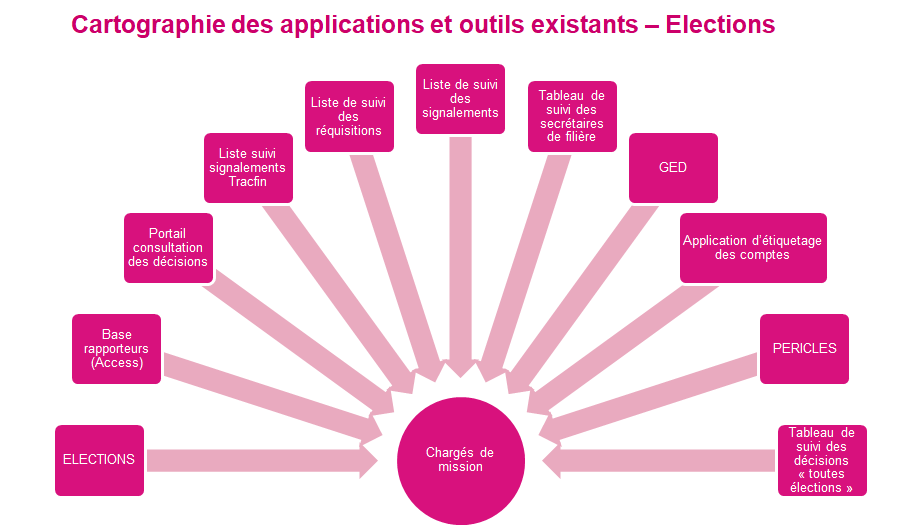 Cartographie des applications et outils existants – Elections
Liste de suivi
des
signalements
Liste de suivi
des
réquisitions
Tableau de
suivi des
secrétaires
de filière
Liste suivi
signalements
Tracfin
GED
Portail
consultation
des décisions
Application d'étiquetage
des comptes
Base
rapporteurs
(Access)
PERICLES
ELECTIONS
Chargés de
mission
Tableau de
suivi des
décisions
« toutes
élections »